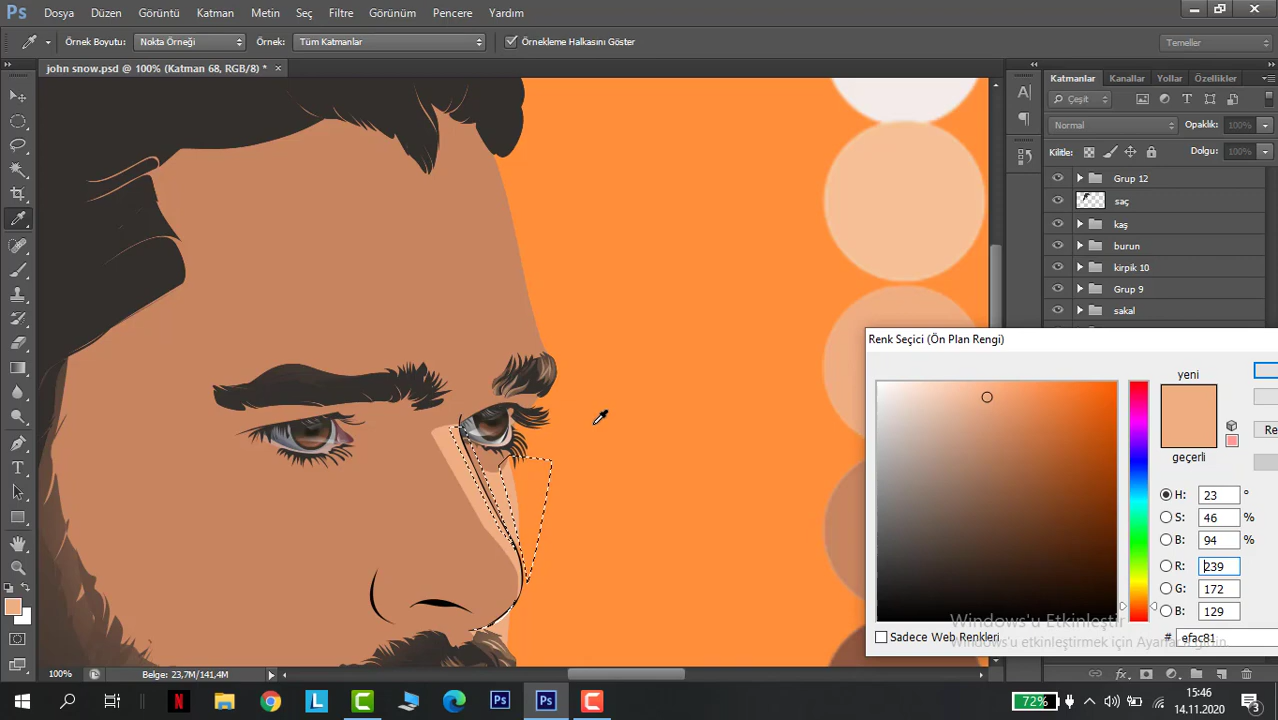 Ps Dosya Düzen Görüntü Katman Metin Seç Filtre Görünüm Pencere Yardım
Örnek Boyutu: Nokta Örneği Örnek: Tüm Katmanlar Örnekleme Halkasını Göster Temeller
john snow.psd @ 100% (Katman 68, RGB/8) *
Katmanlar Kanallar Yollar Özellikler
Çeşit
Normal Opaklık: 100%
Kilitle: Dolgu: 100%
Grup 12
saç
kaş
burun
kirpik 10
Grup 9
sakal
Renk Seçici (Ön Plan Rengi)
yeni
geçerli
Re
H: 23 °
S: 46 %
B: 94 %
R: 239
G: 172
B: 129
# efac81
Sadece Web Renkleri
Windows'u Etkinleştir
Windows'u etkinleştirmek için Ayarlar'a gidin.
100% Belge: 23,7M/141,4M
72% 15:46
14.11.2020
3